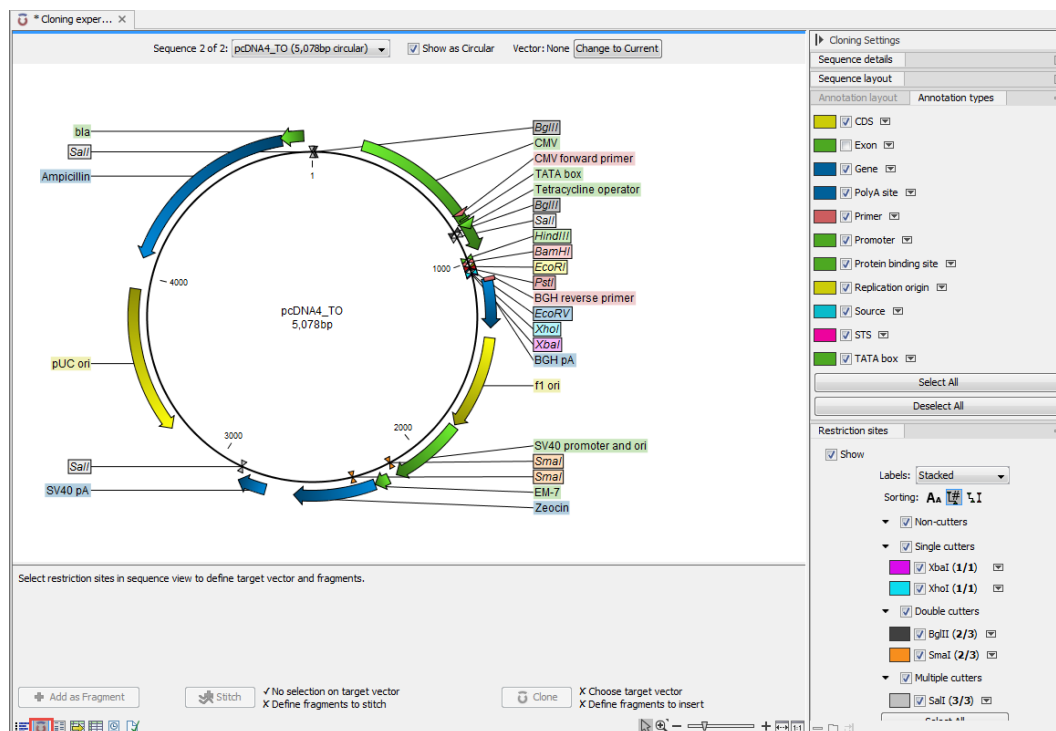 * Cloning exper...
Sequence 2 of 2: pcDNA4_TO (5,078bp circular) Show as Circular Vector: None Change to Current
bla
SalI
Ampicillin
pUC ori
SalI
SV40 pA
1
1000
2000
3000
4000
pcDNA4_TO
5,078bp
BglII
CMV
CMV forward primer
TATA box
Tetracycline operator
BglII
SalI
HindIII
BamHI
EcoRI
PstI
BGH reverse primer
EcoRV
XhoI
XbaI
BGH pA
f1 ori
SV40 promoter and ori
SmaI
SmaI
EM-7
Zeocin
Select restriction sites in sequence view to define target vector and fragments.
Add as Fragment
Stitch
✓ No selection on target vector
✗ Define fragments to stitch
Clone
✗ Choose target vector
✗ Define fragments to insert
Cloning Settings
Sequence details
Sequence layout
Annotation layout Annotation types
CDS
Exon
Gene
PolyA site
Primer
Promoter
Protein binding site
Replication origin
Source
STS
TATA box
Select All
Deselect All
Restriction sites
Show
Labels: Stacked
Sorting:
Non-cutters
Single cutters
XbaI (1/1)
XhoI (1/1)
Double cutters
BglII (2/3)
SmaI (2/3)
Multiple cutters
SalI (3/3)